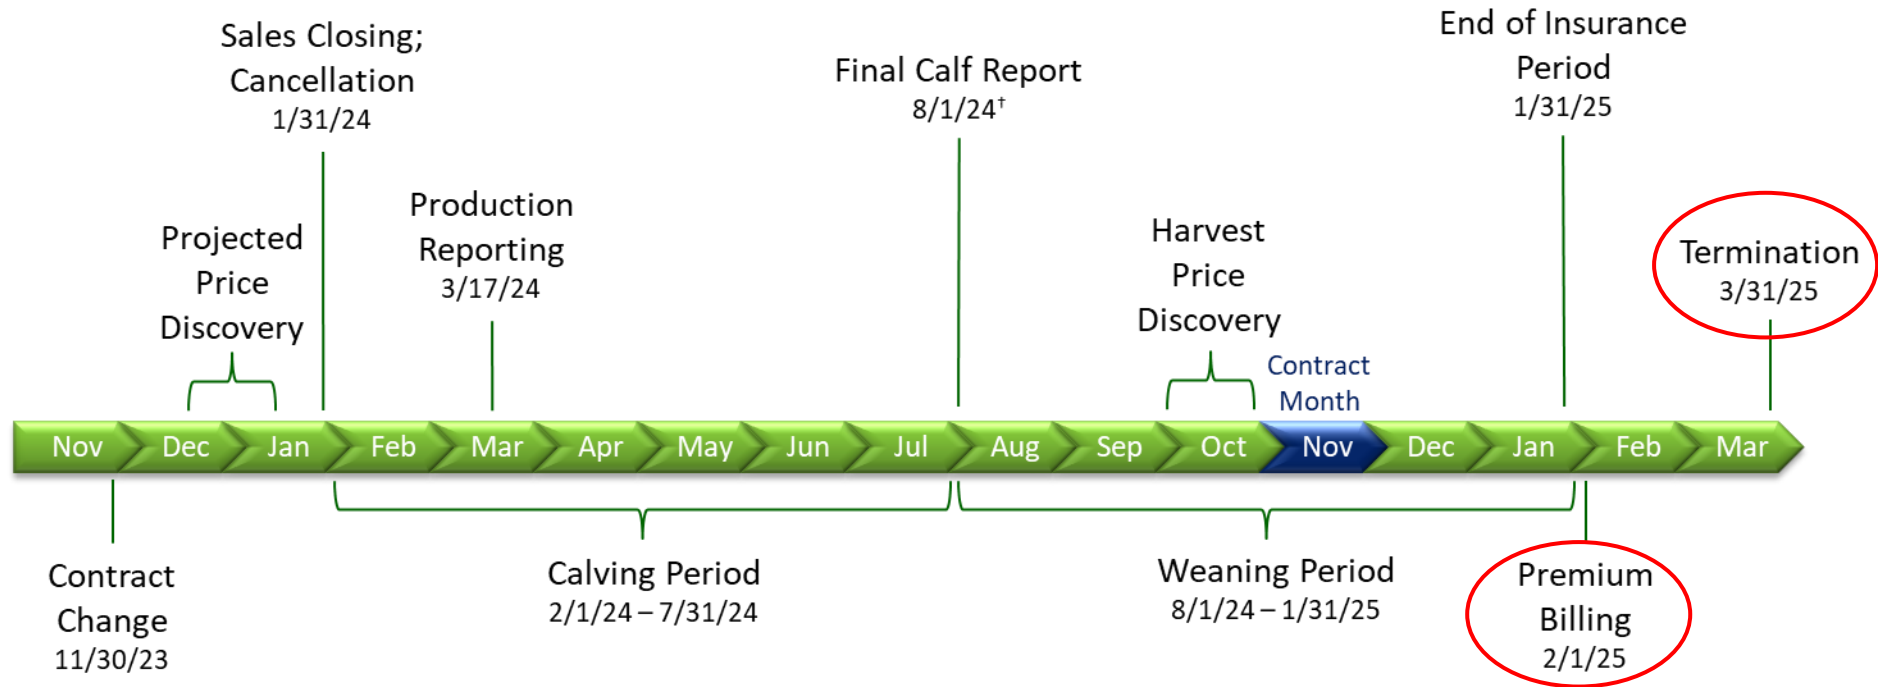 Sales Closing;
Cancellation
1/31/24
Final Calf Report
8/1/24†
End of Insurance
Period
1/31/25
Projected
Price
Discovery
Production
Reporting
3/17/24
Harvest
Price
Discovery
Contract
Month
Termination
3/31/25
Nov Dec Jan Feb Mar Apr May Jun Jul Aug Sep Oct Nov Dec Jan Feb Mar
Contract
Change
11/30/23
Calving Period
2/1/24 – 7/31/24
Weaning Period
8/1/24 – 1/31/25
Premium
Billing
2/1/25